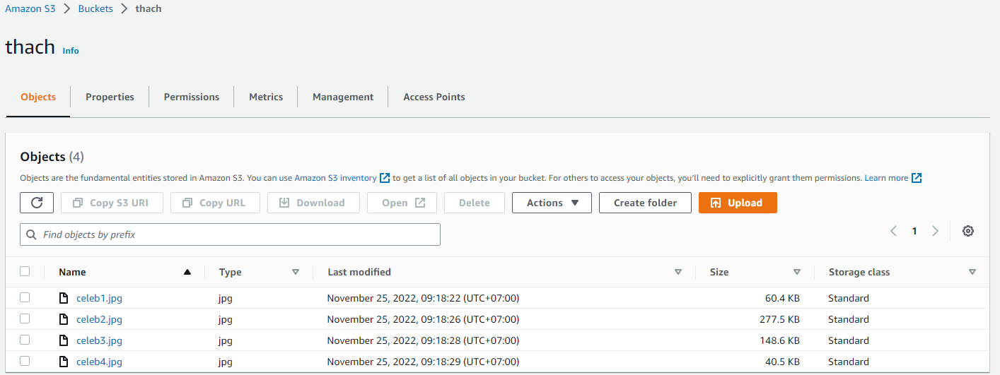 Amazon S3 > Buckets > thach
thach Info
Objects Properties Permissions Metrics Management Access Points
Objects (4)
Objects are the fundamental entities stored in Amazon S3. You can use Amazon S3 inventory to get a list of all objects in your bucket. For others to access your objects, you'll need to explicitly grant them permissions. Learn more
Copy S3 URI Copy URL Download Open Delete Actions Create folder Upload
Find objects by prefix 1
Name Type Last modified Size Storage class
celeb1.jpg jpg November 25, 2022, 09:18:22 (UTC+07:00) 60.4 KB Standard
celeb2.jpg jpg November 25, 2022, 09:18:26 (UTC+07:00) 277.5 KB Standard
celeb3.jpg jpg November 25, 2022, 09:18:28 (UTC+07:00) 148.6 KB Standard
celeb4.jpg jpg November 25, 2022, 09:18:29 (UTC+07:00) 40.5 KB Standard